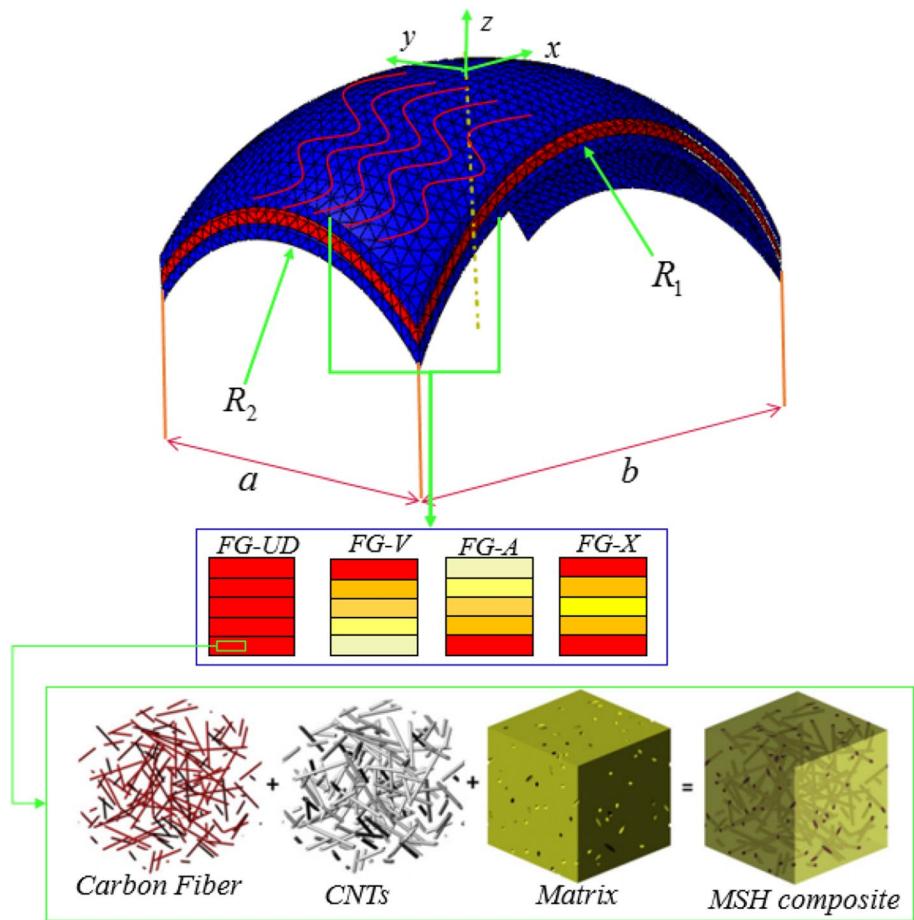 z
y
x
R1
R2
a
b
FG-UD FG-V FG-A FG-X
+ + =
Carbon Fiber CNTs Matrix MSH composite